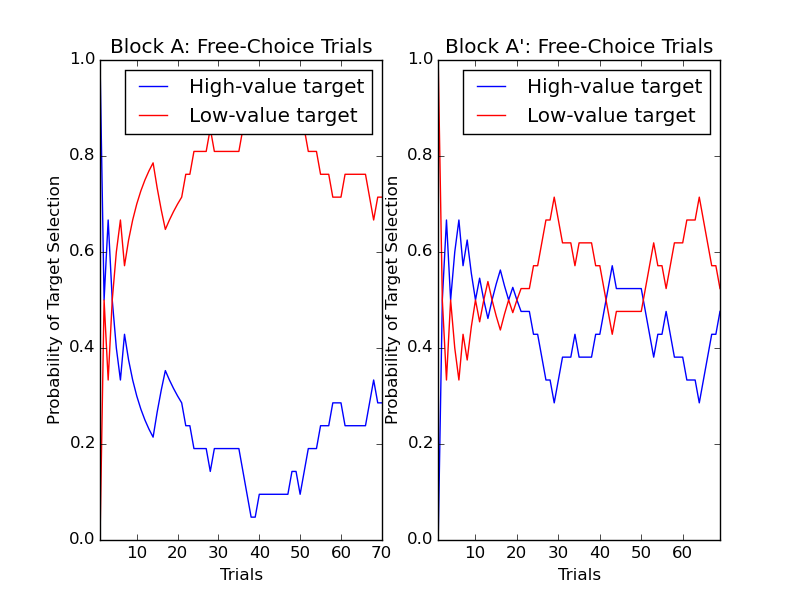 Block A: Free-Choice Trials
High-value target
Low-value target
1.0
0.8
0.6
0.4
0.2
0.0
Probability of Target Selection
10 20 30 40 50 60 70
Trials
Block A': Free-Choice Trials
High-value target
Low-value target
1.0
0.8
0.6
0.4
0.2
0.0
Probability of Target Selection
10 20 30 40 50 60
Trials